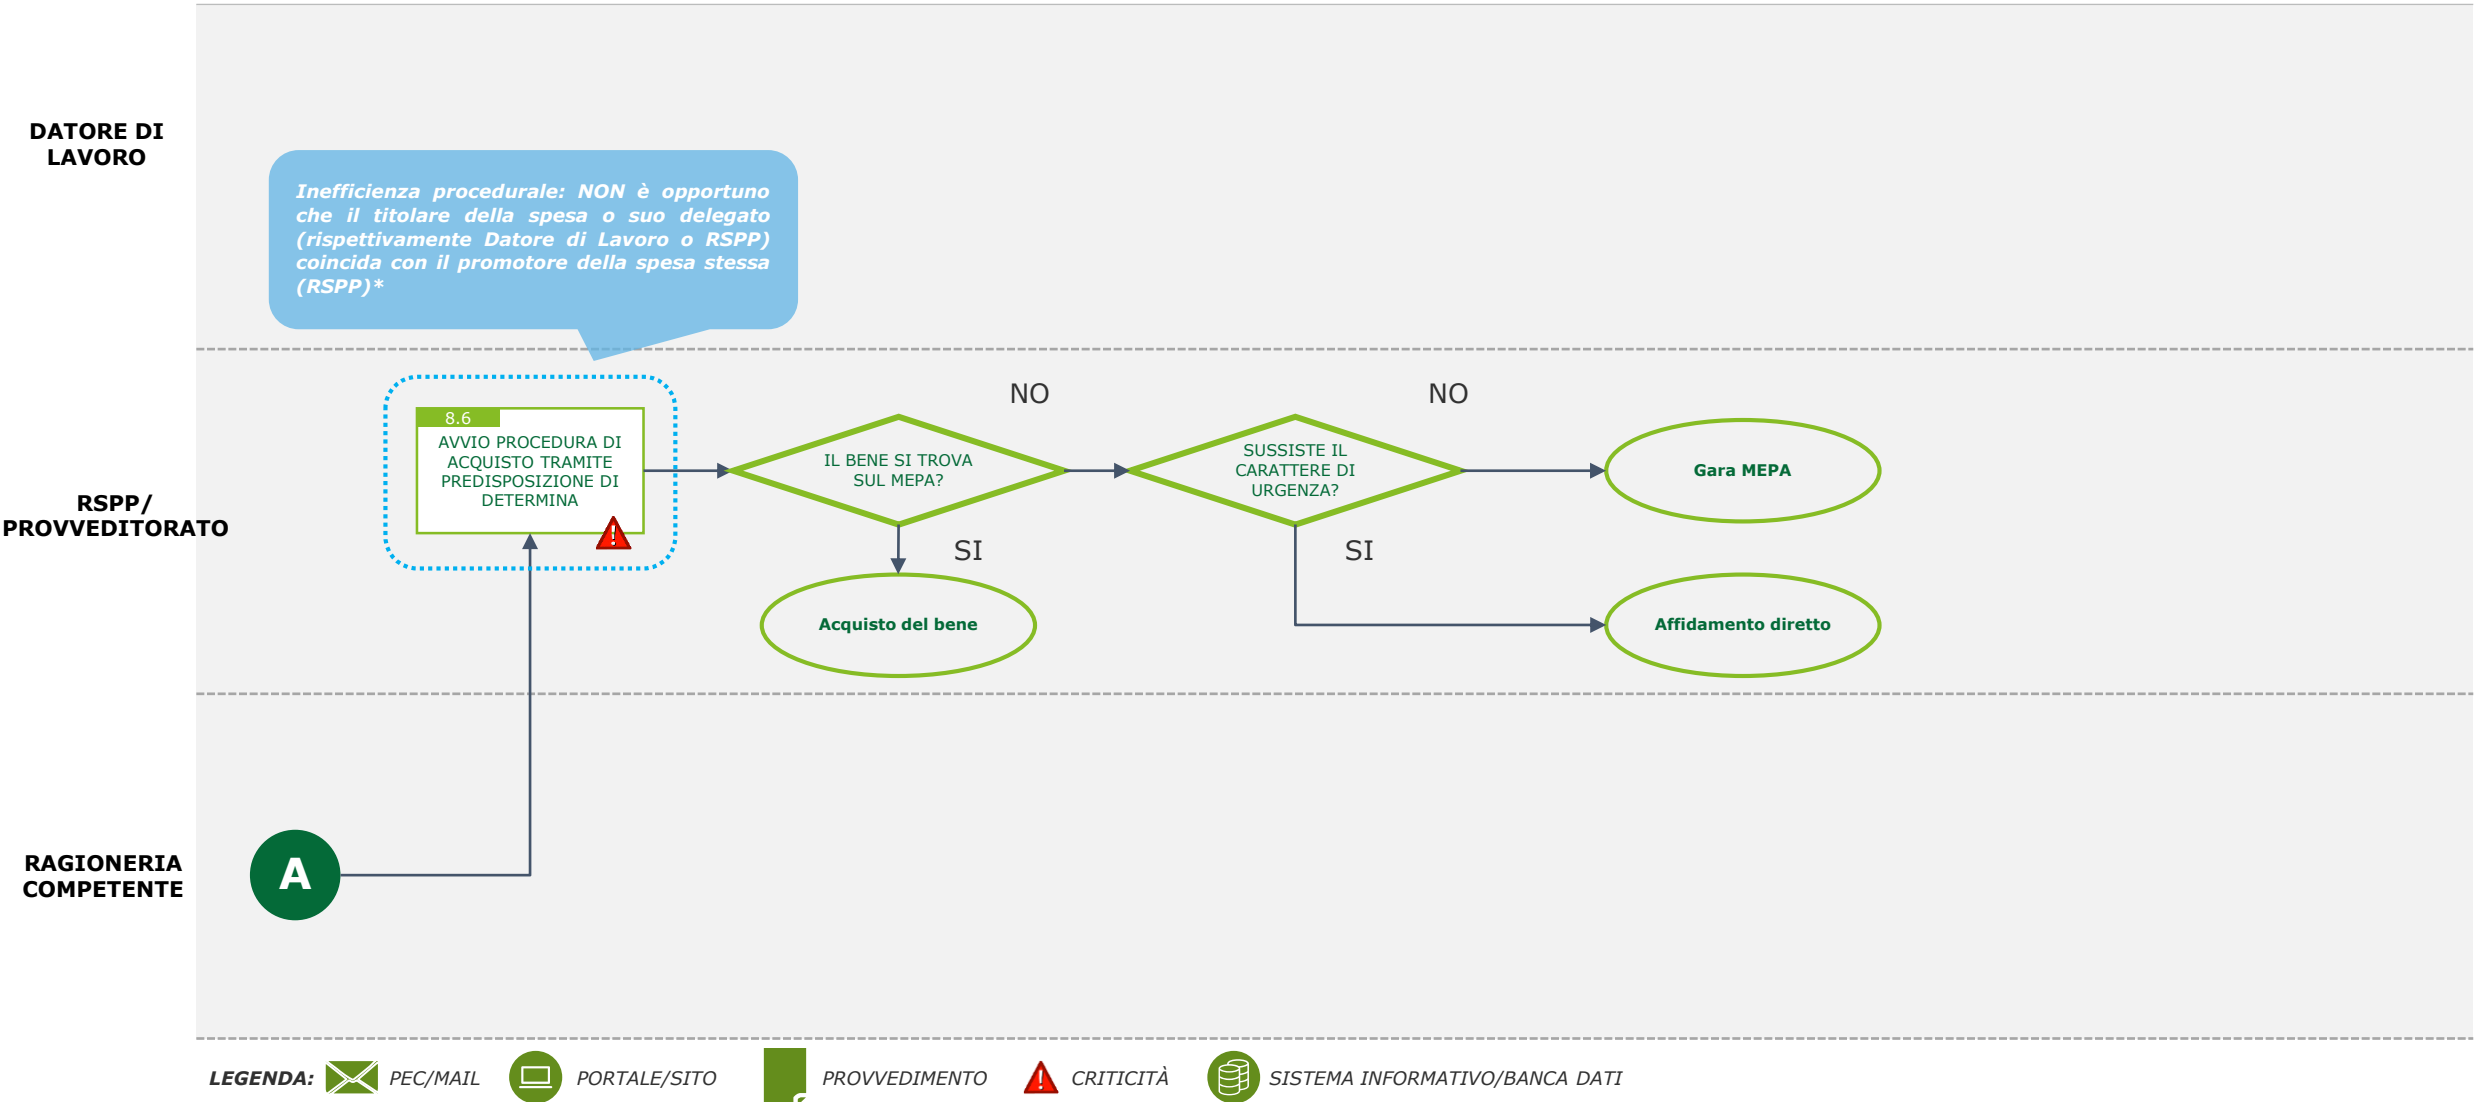 DATORE DI
LAVORO
Inefficienza procedurale: NON è opportuno
che il titolare della spesa o suo delegato
(rispettivamente Datore di Lavoro o RSPP)
coincida con il promotore della spesa stessa
(RSPP)*
RSPP/
PROVVEDITORATO
8.6
AVVIO PROCEDURA DI
ACQUISTO TRAMITE
PREDISPOSIZIONE DI
DETERMINA
IL BENE SI TROVA
SUL MEPA?
NO
SI
Acquisto del bene
SUSSISTE IL
CARATTERE DI
URGENZA?
NO
SI
Gara MEPA
Affidamento diretto
RAGIONERIA
COMPETENTE
A
LEGENDA:
PEC/MAIL
PORTALE/SITO
PROVVEDIMENTO
CRITICITÀ
SISTEMA INFORMATIVO/BANCA DATI